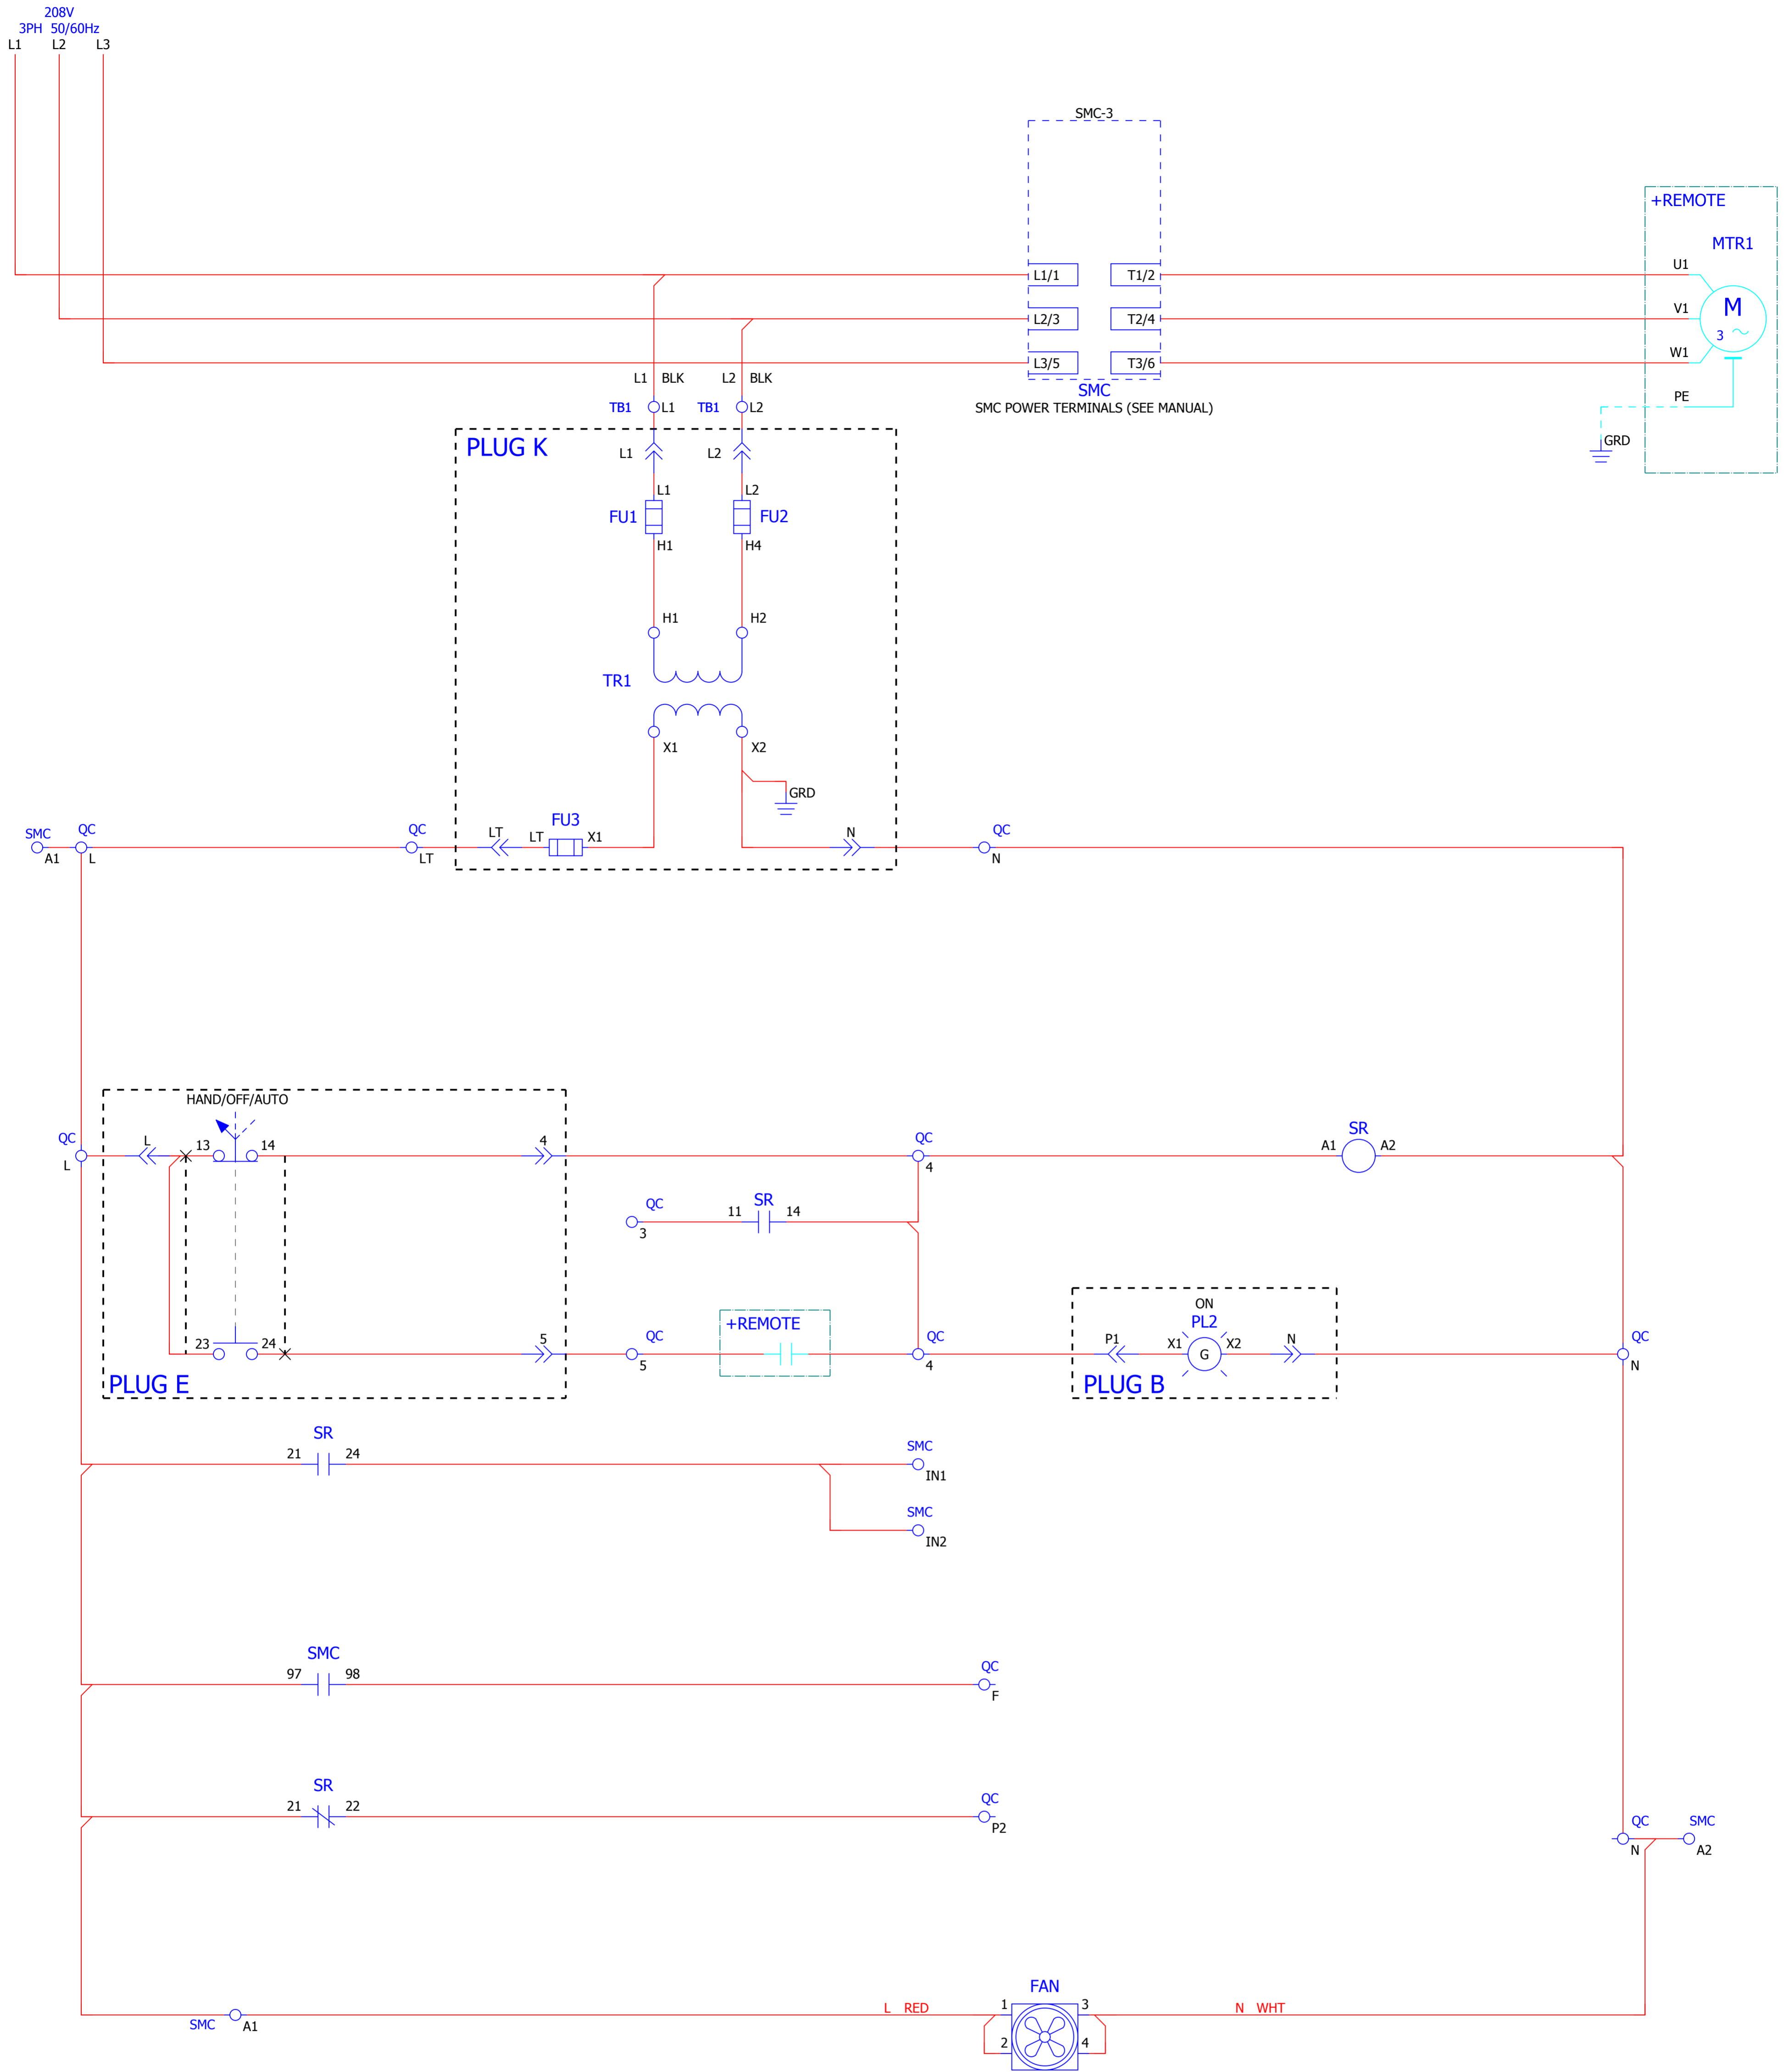 208V
3PH 50/60Hz
L1 L2 L3
SMC-3
+REMOTE
MTR1
U1
L1/1 T1/2
M
V1
3
L2/3 T2/4
W1
L3/5 T3/6
L1 BLK L2 BLK
SMC
SMC POWER TERMINALS (SEE MANUAL)
PE
TB1 L1 TB1 L2
GRD
PLUG K
L1 L2
L1 L2
FU1 FU2
H1 H4
H1 H2
TR1
X1 X2
GRD
FU3
SMC QC QC LT LT X1 N QC
A1 L LT N
HAND/OFF/AUTO
QC L 13 14 4 QC SR
A1 A2
L 4
QC 11 SR 14
3
ON
+REMOTE PL2
23 24 5 QC QC P1 X1 X2 N QC
G
5 4 N
PLUG E PLUG B
SR
21 24 SMC
IN1
SMC
IN2
SMC
97 98 QC
F
SR
21 22 QC
P2
QC SMC
N A2
FAN
L RED 1 3 N WHT
SMC A1
2 4